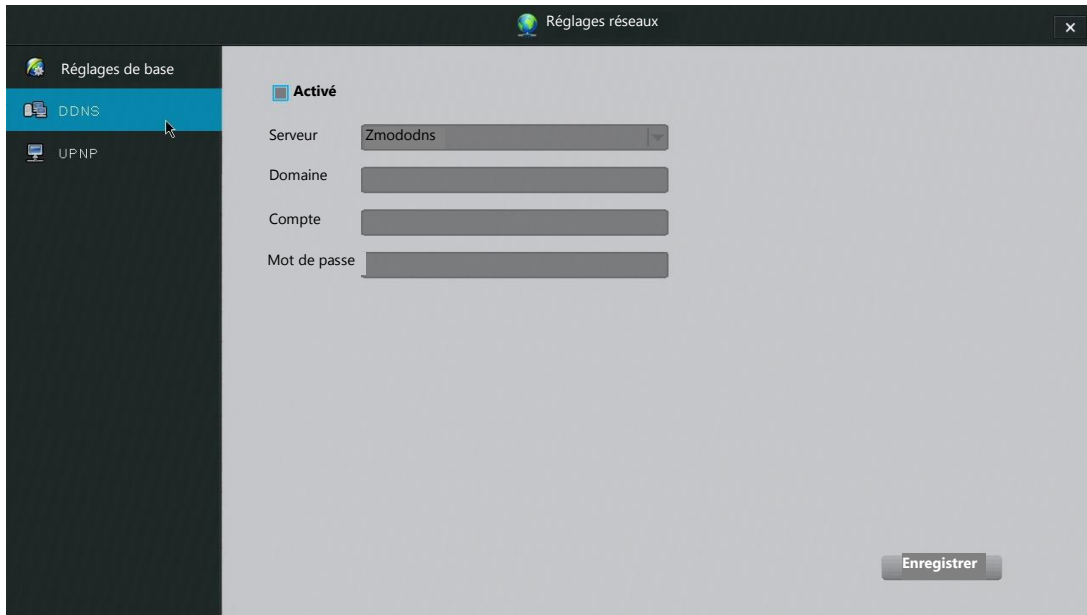 Réglages réseaux
Réglages de base
DDNS
UPNP
Activé
Serveur Zmododns
Domaine
Compte
Mot de passe
Enregistrer